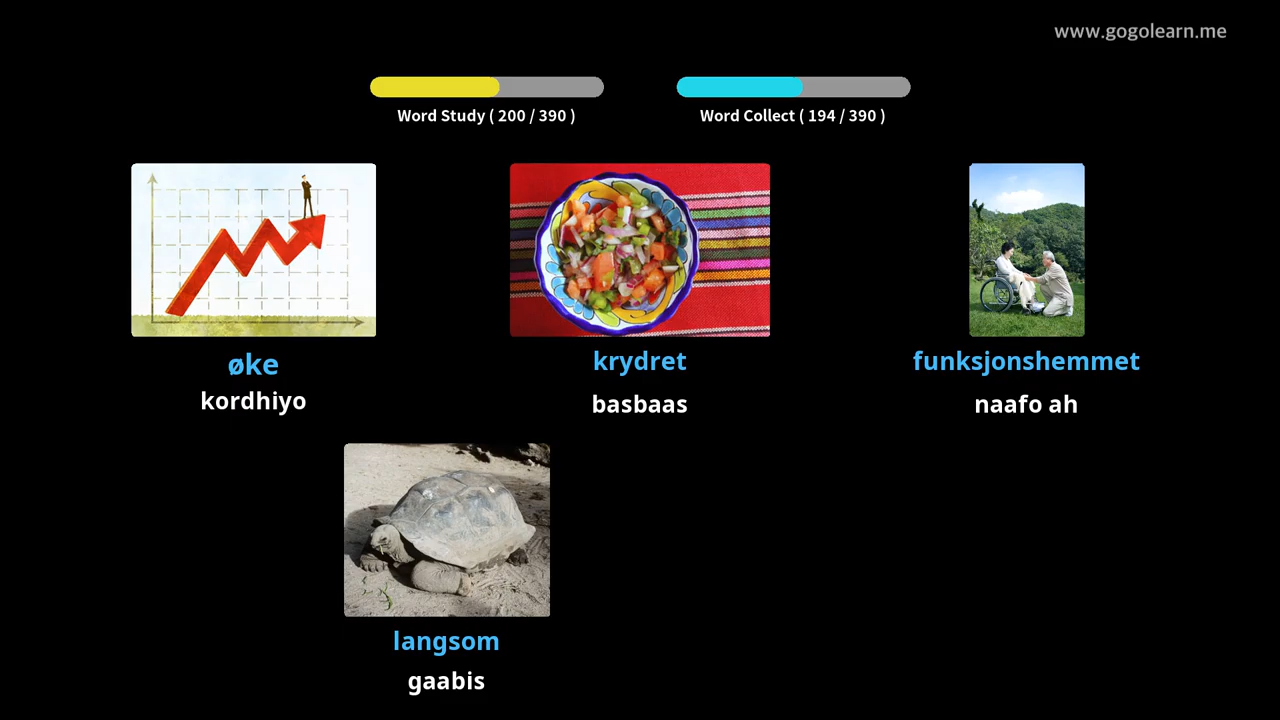 www.gogolearn.me
Word Study ( 200 / 390 )
Word Collect ( 194 / 390 )
øke
kordhiyo
krydret
basbaas
funksjonshemmet
naafo ah
langsom
gaabis